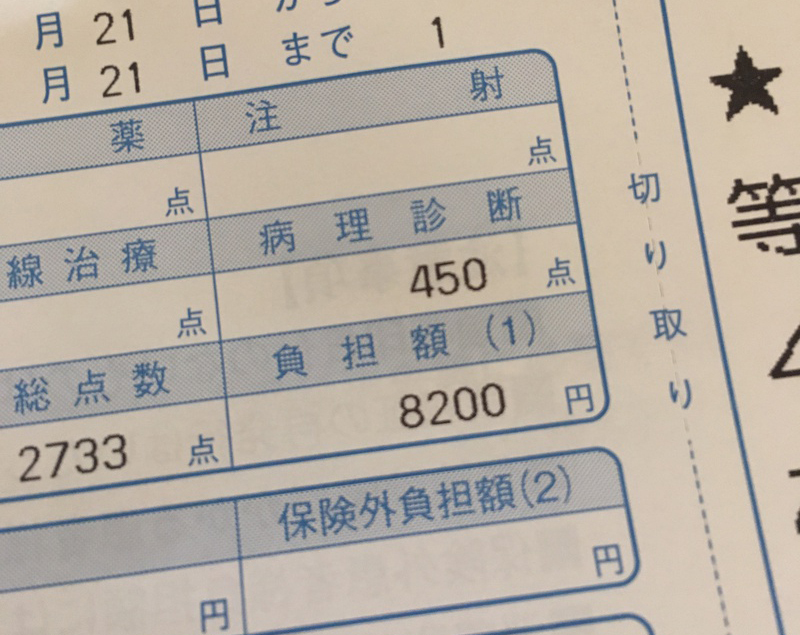 月 21 日 から
月 21 日 まで 1
薬 注 射
点 点
線 治 療 病 理 診 断
点 450 点
総 点 数 負 担 額 (1)
2733 点 8200 円
保険外負担額(2)
円 円
切り取り
★
等